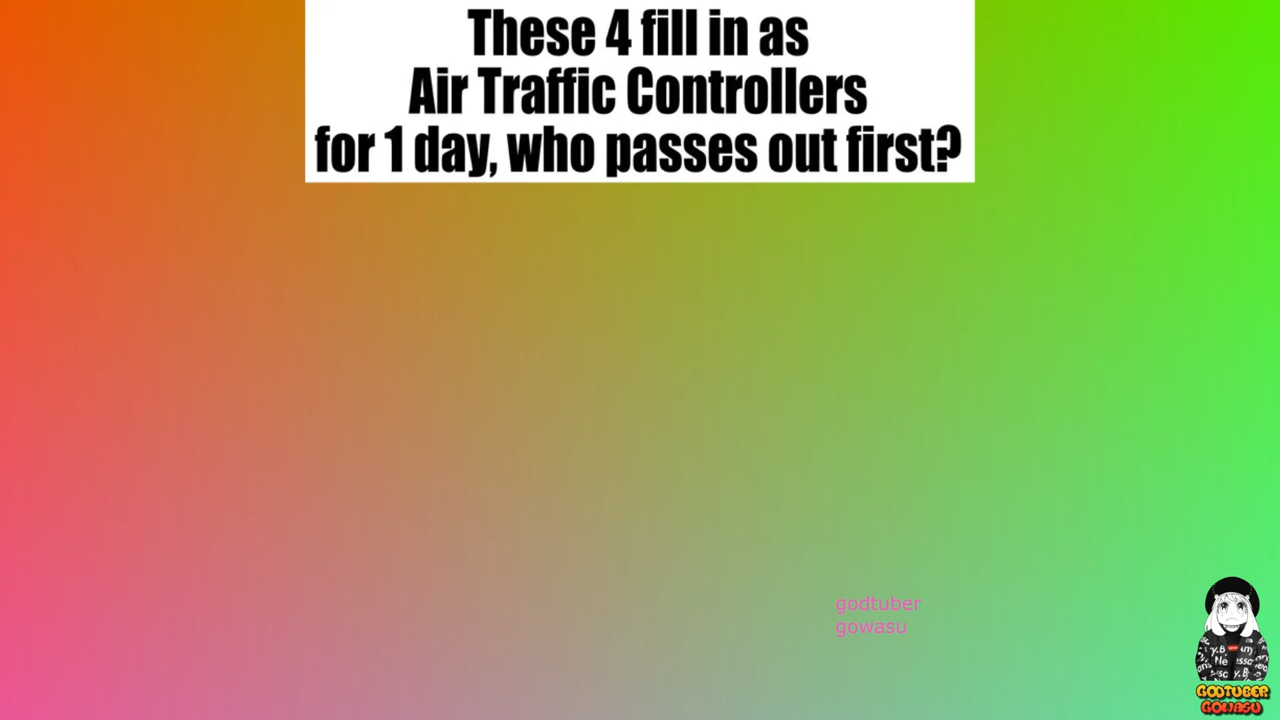 These 4 fill in as
Air Traffic Controllers
for 1 day, who passes out first?
godtuber
gowasu
GODTUBER
GOWASU